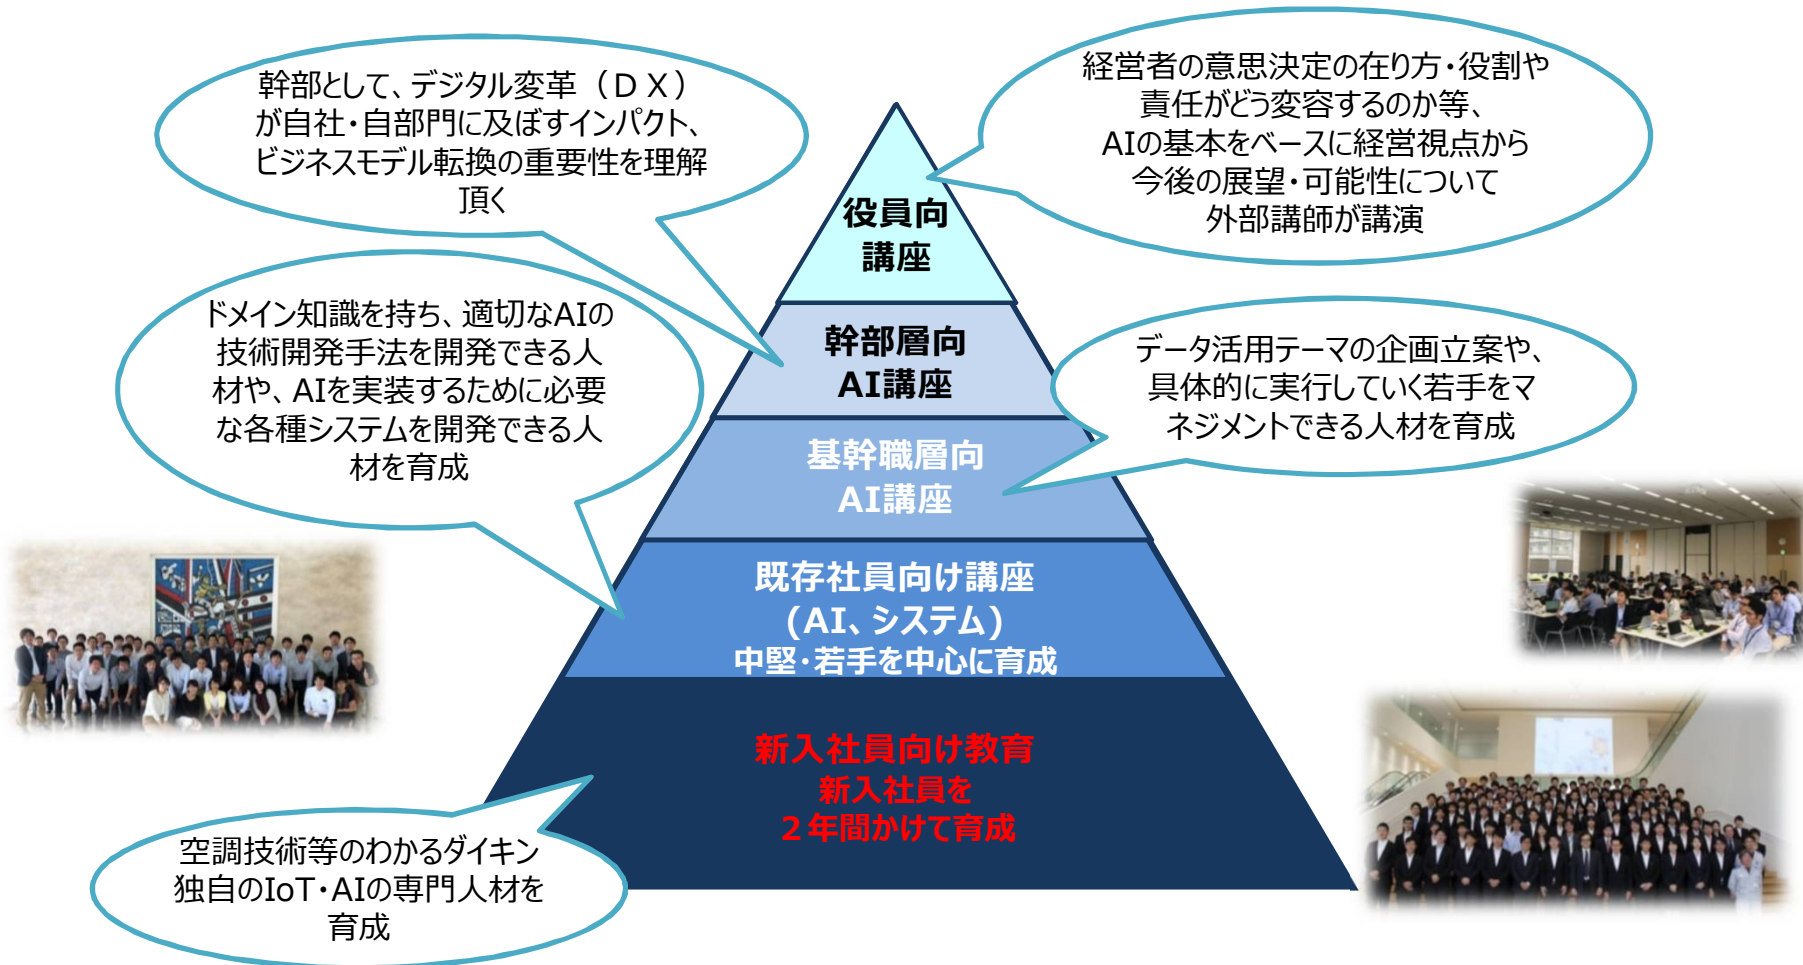 幹部として、デジタル変革（ＤＸ）
が自社・自部門に及ぼすインパクト、
ビジネスモデル転換の重要性を理解
頂く
経営者の意思決定の在り方・役割や
責任がどう変容するのか等、
AIの基本をベースに経営視点から
今後の展望・可能性について
外部講師が講演
役員向
講座
ドメイン知識を持ち、適切なAIの
技術開発手法を開発できる人
材や、AIを実装するために必要
な各種システムを開発できる人
材を育成
幹部層向
AI講座
データ活用テーマの企画立案や、
具体的に実行していく若手をマ
ネジメントできる人材を育成
基幹職層向
AI講座
既存社員向け講座
(AI、システム)
中堅・若手を中心に育成
新入社員向け教育
新入社員を
２年間かけて育成
空調技術等のわかるダイキン
独自のIoT・AIの専門人材を
育成